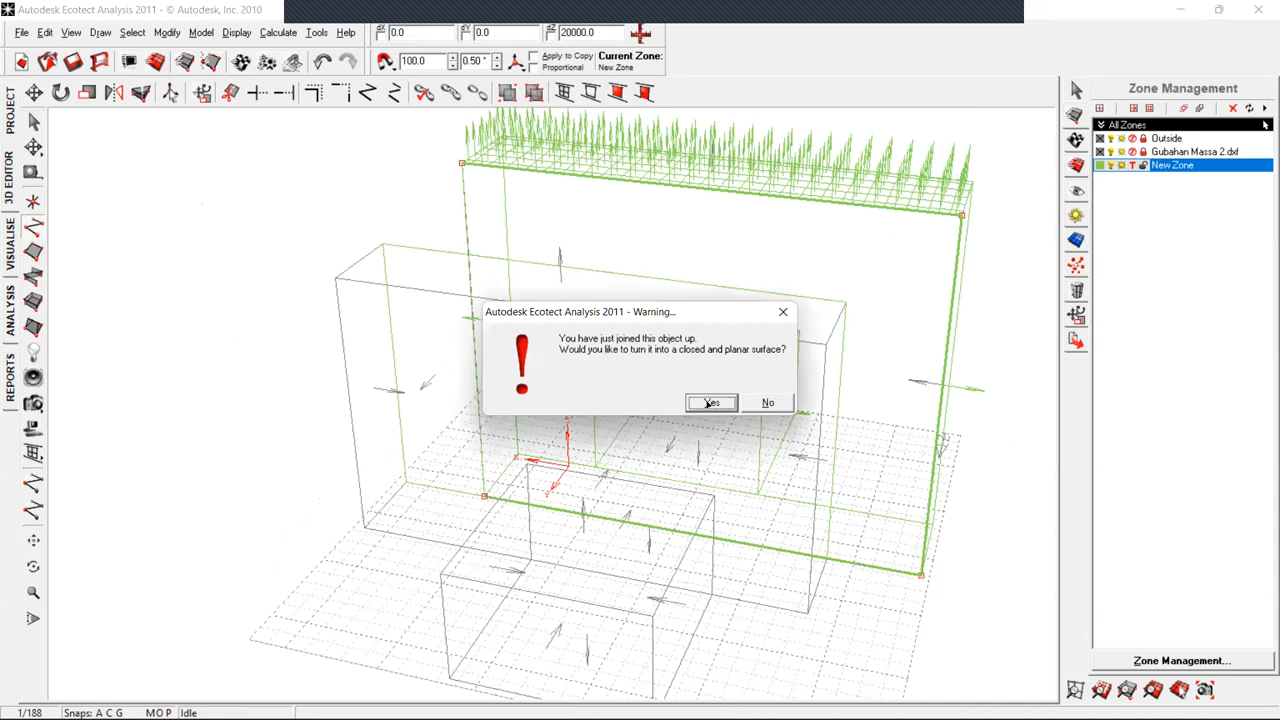 Autodesk Ecotect Analysis 2011 - © Autodesk, Inc. 2010
File Edit View Draw Select Modify Model Display Calculate Tools Help
dX 0.0 dY 0.0 dZ 20000.0
100.0 0.50 ° Apply to Copy Proportional
Current Zone:
New Zone
PROJECT
3D EDITOR
VISUALISE
ANALYSIS
REPORTS
Autodesk Ecotect Analysis 2011 - Warning...
You have just joined this object up.
Would you like to turn it into a closed and planar surface?
Yes No
Zone Management
All Zones
Outside
Gubahan Massa 2.dxf
New Zone
Zone Management...
1/188 Snaps: A C G MO P Idle